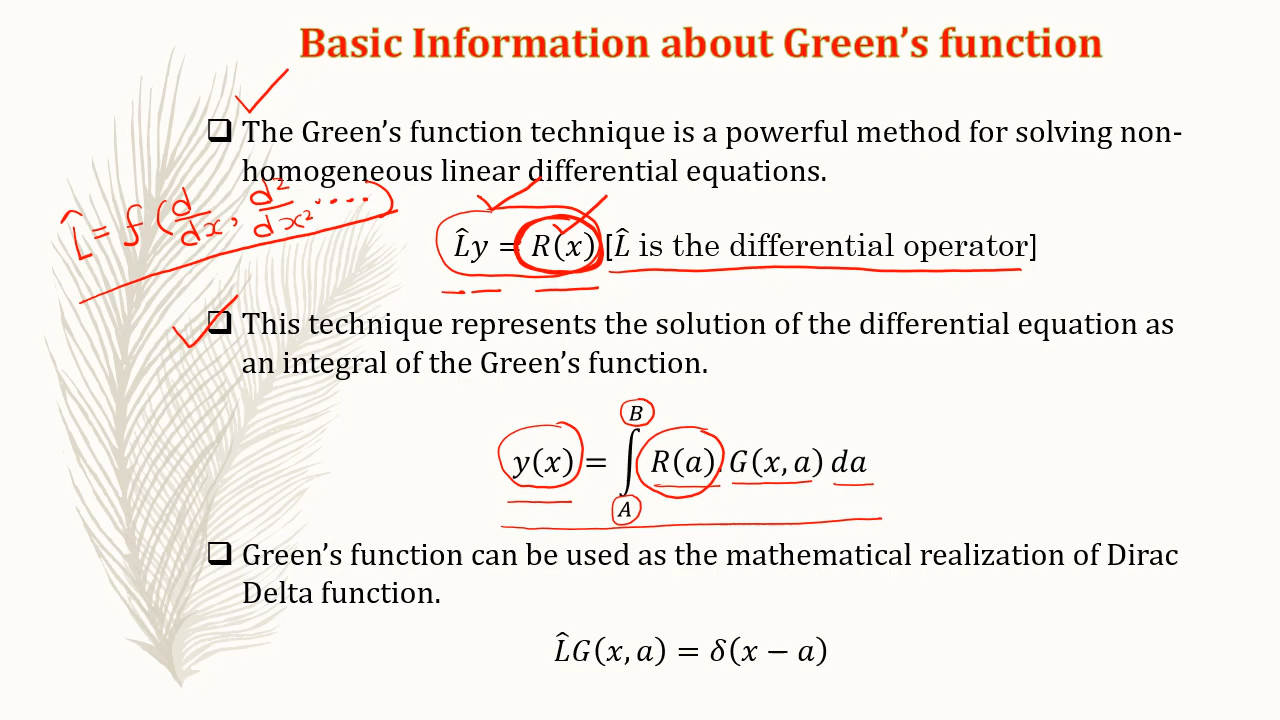 Basic Information about Green's function
❑ The Green's function technique is a powerful method for solving non-
homogeneous linear differential equations.
L̂ = f(d/dx, d²/dx² ....)
L̂y = R(x) [L̂ is the differential operator]
❑ This technique represents the solution of the differential equation as
an integral of the Green's function.
y(x) = ∫_A^B R(a). G(x, a) da
❑ Green's function can be used as the mathematical realization of Dirac
Delta function.
L̂G(x, a) = δ(x − a)